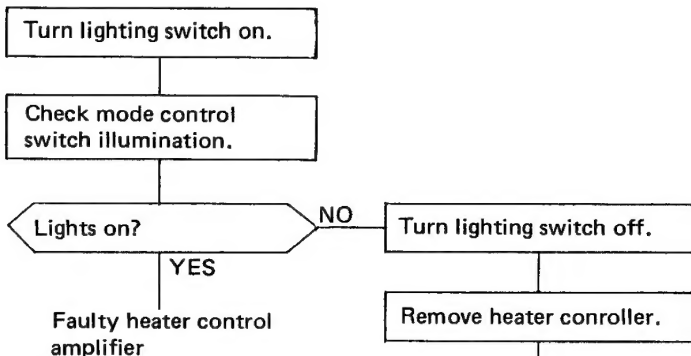 Turn lighting switch on.
Check mode control
switch illumination.
Lights on?
NO
Turn lighting switch off.
YES
Faulty heater control
amplifier
Remove heater conroller.